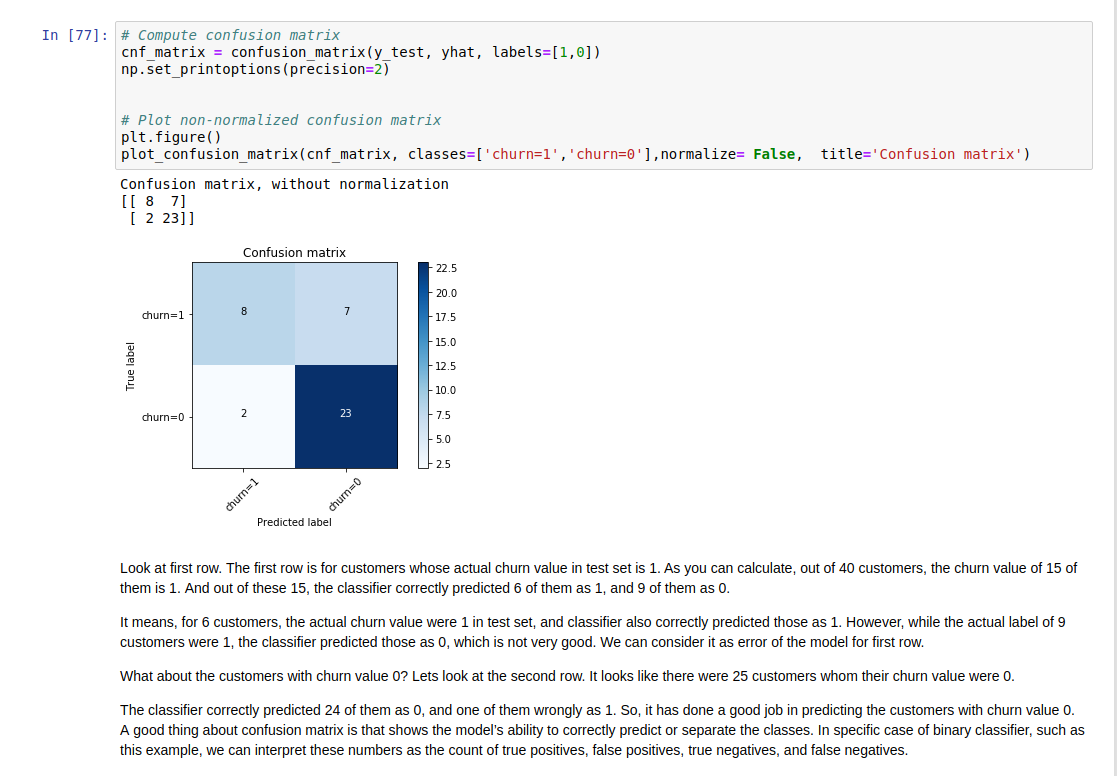 In [77]: # Compute confusion matrix
cnf_matrix = confusion_matrix(y_test, yhat, labels=[1,0])
np.set_printoptions(precision=2)
# Plot non-normalized confusion matrix
plt.figure()
plot_confusion_matrix(cnf_matrix, classes=['churn=1','churn=0'],normalize= False,  title='Confusion matrix')
Confusion matrix, without normalization
[[ 8  7]
 [ 2 23]]
Confusion matrix
True label
churn=1
churn=0
8
7
2
23
churn=1
churn=0
Predicted label
22.5
20.0
17.5
15.0
12.5
10.0
7.5
5.0
2.5
Look at first row. The first row is for customers whose actual churn value in test set is 1. As you can calculate, out of 40 customers, the churn value of 15 of
them is 1. And out of these 15, the classifier correctly predicted 6 of them as 1, and 9 of them as 0.
It means, for 6 customers, the actual churn value were 1 in test set, and classifier also correctly predicted those as 1. However, while the actual label of 9
customers were 1, the classifier predicted those as 0, which is not very good. We can consider it as error of the model for first row.
What about the customers with churn value 0? Lets look at the second row. It looks like there were 25 customers whom their churn value were 0.
The classifier correctly predicted 24 of them as 0, and one of them wrongly as 1. So, it has done a good job in predicting the customers with churn value 0.
A good thing about confusion matrix is that shows the model’s ability to correctly predict or separate the classes. In specific case of binary classifier, such as
this example, we can interpret these numbers as the count of true positives, false positives, true negatives, and false negatives.